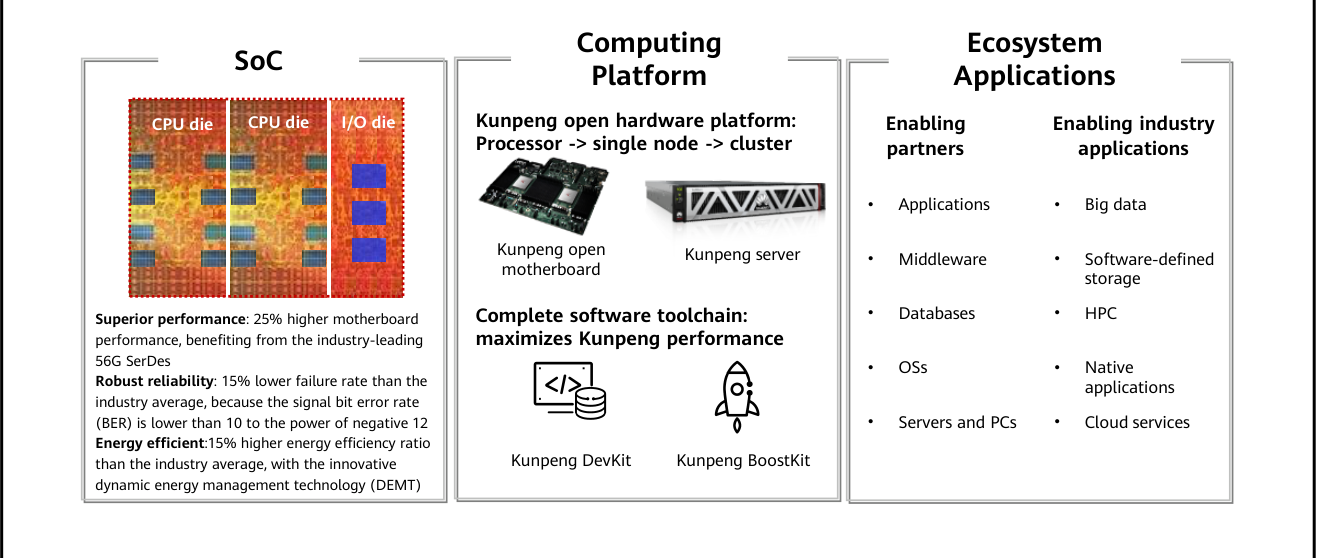 SoC
CPU die
CPU die
I/O die
Superior performance: 25% higher motherboard
performance, benefiting from the industry-leading
56G SerDes
Robust reliability: 15% lower failure rate than the
industry average, because the signal bit error rate
(BER) is lower than 10 to the power of negative 12
Energy efficient:15% higher energy efficiency ratio
than the industry average, with the innovative
dynamic energy management technology (DEMT)
Computing
Platform
Kunpeng open hardware platform:
Processor -> single node -> cluster
Kunpeng open
motherboard
Kunpeng server
Complete software toolchain:
maximizes Kunpeng performance
</>
Kunpeng DevKit
Kunpeng BoostKit
Ecosystem
Applications
Enabling
partners
• Applications
• Middleware
• Databases
• OSs
• Servers and PCs
Enabling industry
applications
• Big data
• Software-defined
storage
• HPC
• Native
applications
• Cloud services